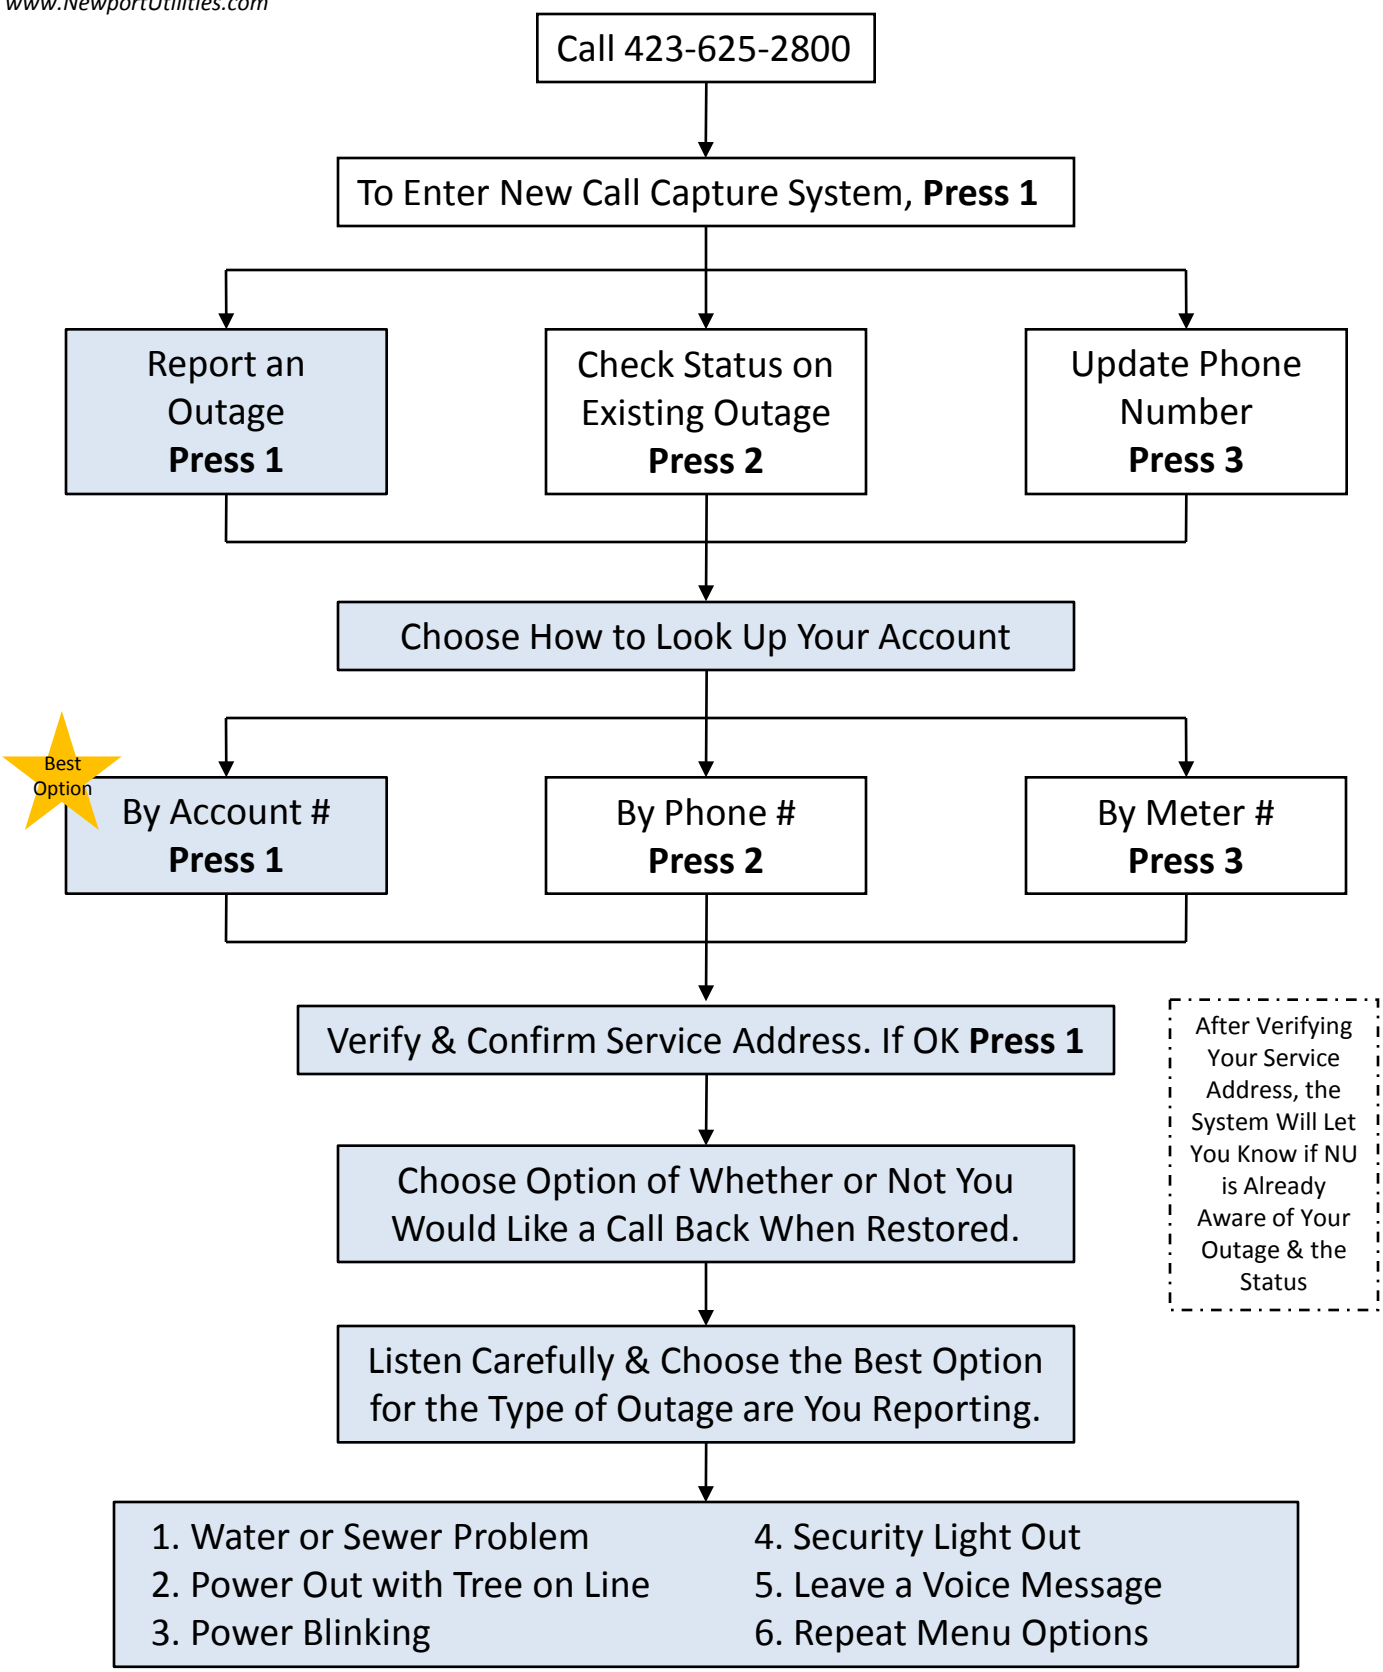 www.NewportUtilities.com
Call 423-625-2800
To Enter New Call Capture System, Press 1
Report an
Outage
Press 1
Check Status on
Existing Outage
Press 2
Update Phone
Number
Press 3
Choose How to Look Up Your Account
Best
Option
By Account #
Press 1
By Phone #
Press 2
By Meter #
Press 3
Verify & Confirm Service Address. If OK Press 1
After Verifying
Your Service
Address, the
System Will Let
You Know if NU
is Already
Aware of Your
Outage & the
Status
Choose Option of Whether or Not You
Would Like a Call Back When Restored.
Listen Carefully & Choose the Best Option
for the Type of Outage are You Reporting.
1. Water or Sewer Problem
2. Power Out with Tree on Line
3. Power Blinking
4. Security Light Out
5. Leave a Voice Message
6. Repeat Menu Options